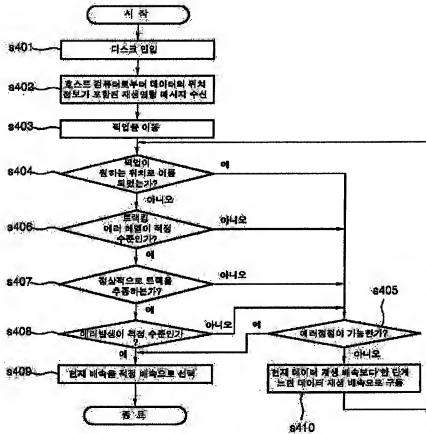 시 작
s401
디스크 삽입
s402
호스트 컴퓨터로부터 데이터의 위치
정보가 포함된 재생명령 메시지 수신
s403
픽업을 이동
s404
픽업이
원하는 위치로 이동
되었는가?
예
아니오
s406
트랙킹
에러 레벨이 적정
수준인가?
아니오
예
s407
정상적으로 트랙을
추종하는가?
아니오
예
s408
에러발생이 적정 수준인가
?
아니오
예
s405
에러정정이 가능한가?
예
아니오
s409
현재 배속을 적정 배속으로 선택
현재 데이터 재생 배속보다 한 단계
느린 데이터 재생 배속으로 구동
s410
종 료